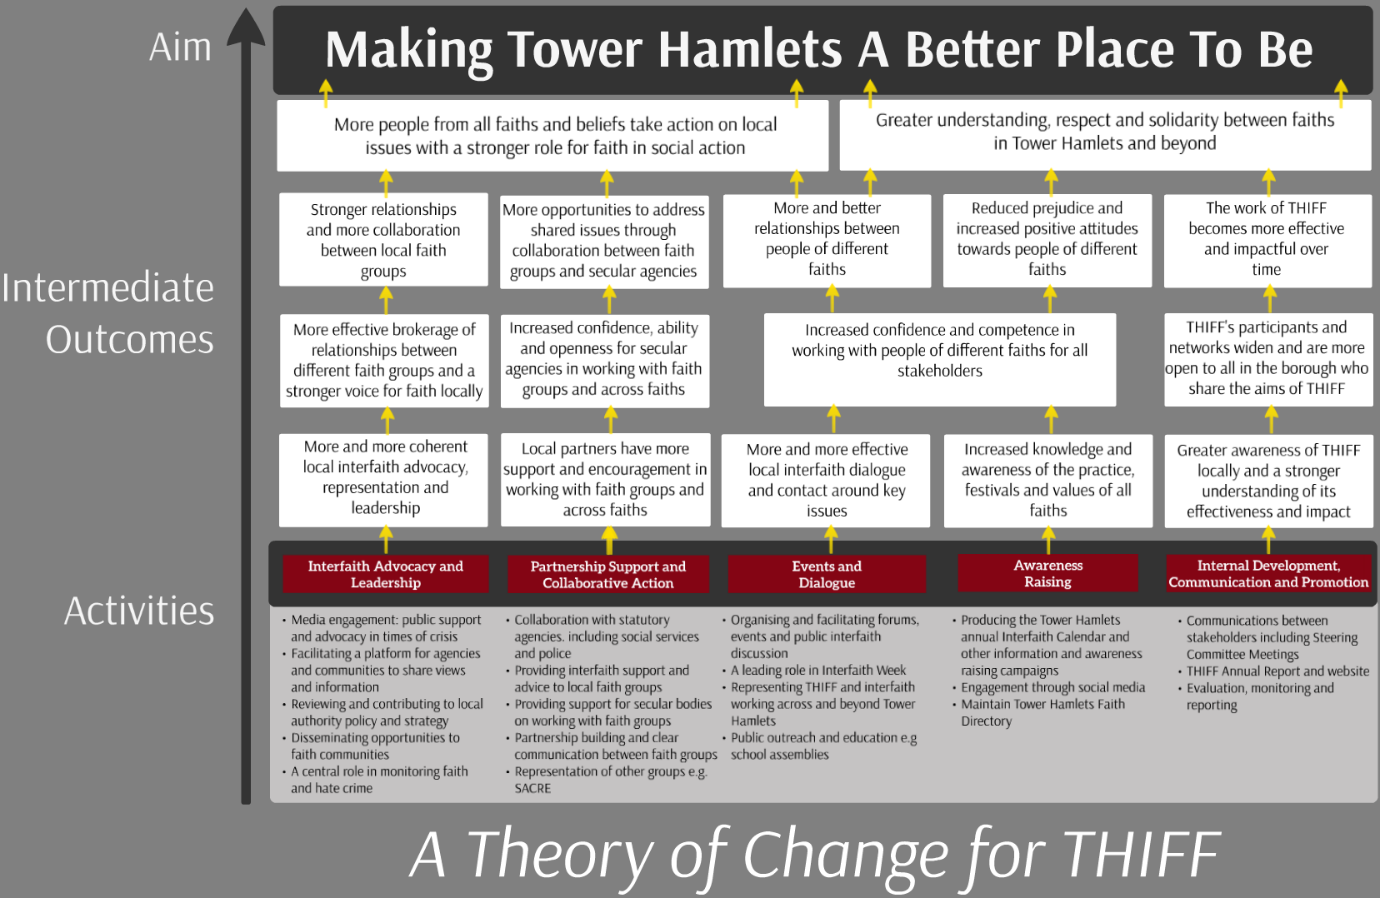 Aim
Making Tower Hamlets A Better Place To Be
More people from all faiths and beliefs take action on local
issues with a stronger role for faith in social action
Greater understanding, respect and solidarity between faiths
in Tower Hamlets and beyond
Intermediate
Outcomes
Stronger relationships
and more collaboration
between local faith
groups
More opportunities to address
shared issues through
collaboration between faith
groups and secular agencies
More and better
relationships between
people of different
faiths
Reduced prejudice and
increased positive attitudes
towards people of different
faiths
The work of THIFF
becomes more effective
and impactful over
time
More effective brokerage of
relationships between
different faith groups and a
stronger voice for faith locally
Increased confidence, ability
and openness for secular
agencies in working with faith
groups and across faiths
Increased confidence and competence in
working with people of different faiths for all
stakeholders
THIFF's participants and
networks widen and are more
open to all in the borough who
share the aims of THIFF
More and more coherent
local interfaith advocacy,
representation and
leadership
Local partners have more
support and encouragement in
working with faith groups and
across faiths
More and more effective
local interfaith dialogue
and contact around key
issues
Increased knowledge and
awareness of the practice,
festivals and values of all
faiths
Greater awareness of THIFF
locally and a stronger
understanding of its
effectiveness and impact
Activities
Interfaith Advocacy and
Leadership
• Media engagement: public support
and advocacy in times of crisis
• Facilitating a platform for agencies
and communities to share views
and information
• Reviewing and contributing to local
authority policy and strategy
• Disseminating opportunities to
faith communities
• A central role in monitoring faith
and hate crime
Partnership Support and
Collaborative Action
• Collaboration with statutory
agencies. including social services
and police
• Providing interfaith support and
advice to local faith groups
• Providing support for secular bodies
on working with faith groups
• Partnership building and clear
communication between faith groups
• Representation of other groups e.g.
SACRE
Events and
Dialogue
• Organising and facilitating forums,
events and public interfaith
discussion
• A leading role in Interfaith Week
• Representing THIFF and interfaith
working across and beyond Tower
Hamlets
• Public outreach and education e.g
school assemblies
Awareness
Raising
• Producing the Tower Hamlets
annual Interfaith Calendar and
other information and awareness
raising campaigns
• Engagement through social media
• Maintain Tower Hamlets Faith
Directory
Internal Development,
Communication and Promotion
• Communications between
stakeholders including Steering
Committee Meetings
• THIFF Annual Report and website
• Evaluation, monitoring and
reporting
A Theory of Change for THIFF